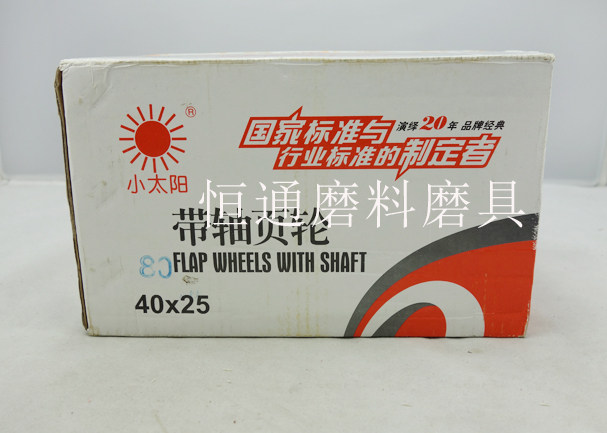 ®
小太阳
国家标准与
演绎20年 品牌经典
行业标准的制定者
恒通磨料磨具
带轴页轮
80
FLAP WHEELS WITH SHAFT
40x25